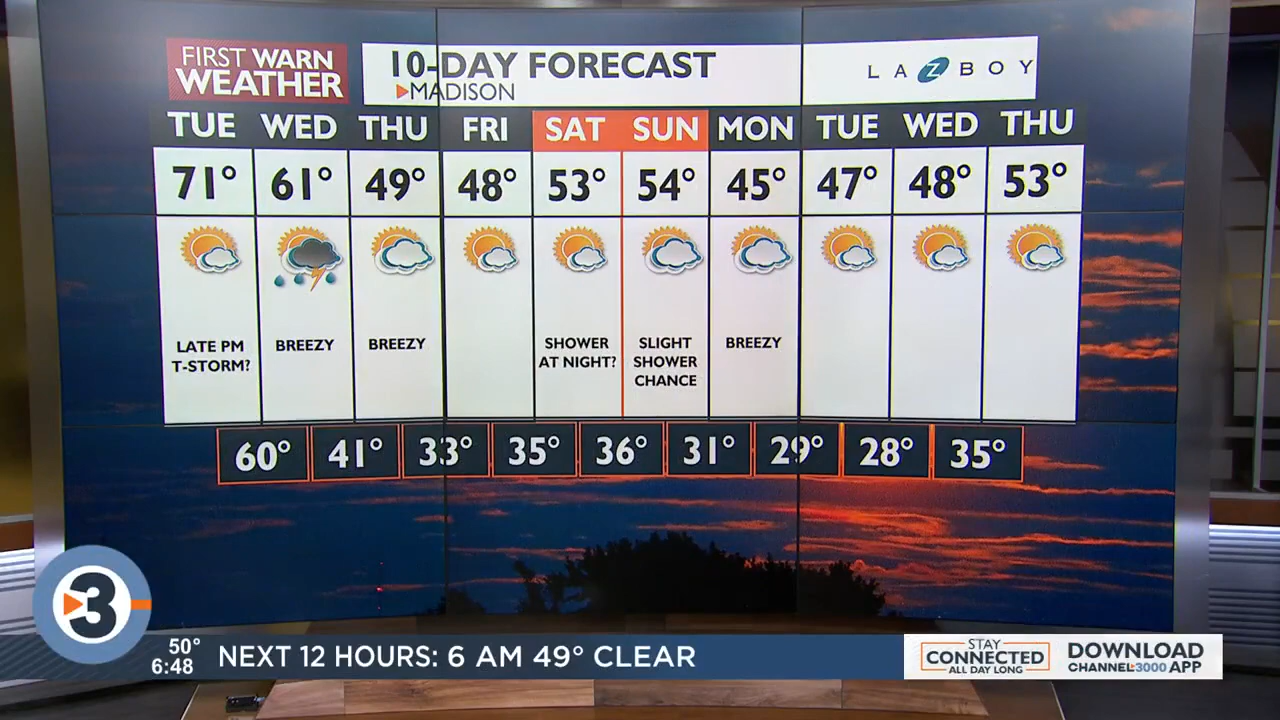 FIRST WARN
WEATHER
10-DAY FORECAST
MADISON
LA Z BOY
TUE WED THU FRI SAT SUN MON TUE WED THU
71° 61° 49° 48° 53° 54° 45° 47° 48° 53°
LATE PM
T-STORM?
BREEZY
BREEZY
SHOWER
AT NIGHT?
SLIGHT
SHOWER
CHANCE
BREEZY
60° 41° 33° 35° 36° 31° 29° 28° 35°
3
50°
6:48
NEXT 12 HOURS: 6 AM 49° CLEAR
STAY
CONNECTED
ALL DAY LONG
DOWNLOAD
CHANNEL3000 APP